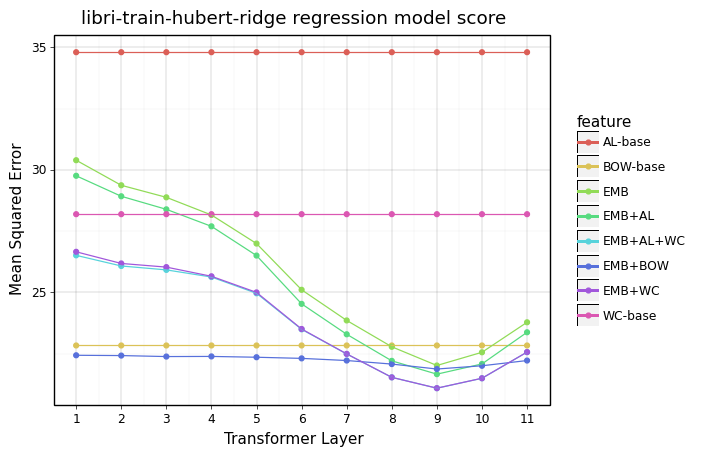 libri-train-hubert-ridge regression model score
35
30
25
Mean Squared Error
1 2 3 4 5 6 7 8 9 10 11
Transformer Layer
feature
AL-base
BOW-base
EMB
EMB+AL
EMB+AL+WC
EMB+BOW
EMB+WC
WC-base